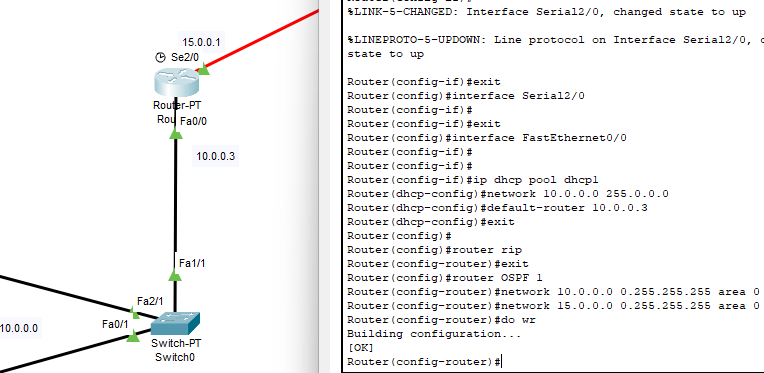 15.0.0.1
Se2/0
Router-PT
Rou
Fa0/0
10.0.0.3
Fa1/1
Fa2/1
10.0.0.0
Fa0/1
Switch-PT
Switch0
%LINK-5-CHANGED: Interface Serial2/0, changed state to up
%LINEPROTO-5-UPDOWN: Line protocol on Interface Serial2/0,
state to up
Router(config-if)#exit
Router(config)#interface Serial2/0
Router(config-if)#
Router(config-if)#exit
Router(config)#interface FastEthernet0/0
Router(config-if)#
Router(config-if)#
Router(config-if)#ip dhcp pool dhcp1
Router(dhcp-config)#network 10.0.0.0 255.0.0.0
Router(dhcp-config)#default-router 10.0.0.3
Router(dhcp-config)#exit
Router(config)#
Router(config)#router rip
Router(config-router)#exit
Router(config)#router OSPF 1
Router(config-router)#network 10.0.0.0 0.255.255.255 area 0
Router(config-router)#network 15.0.0.0 0.255.255.255 area 0
Router(config-router)#do wr
Building configuration...
[OK]
Router(config-router)#